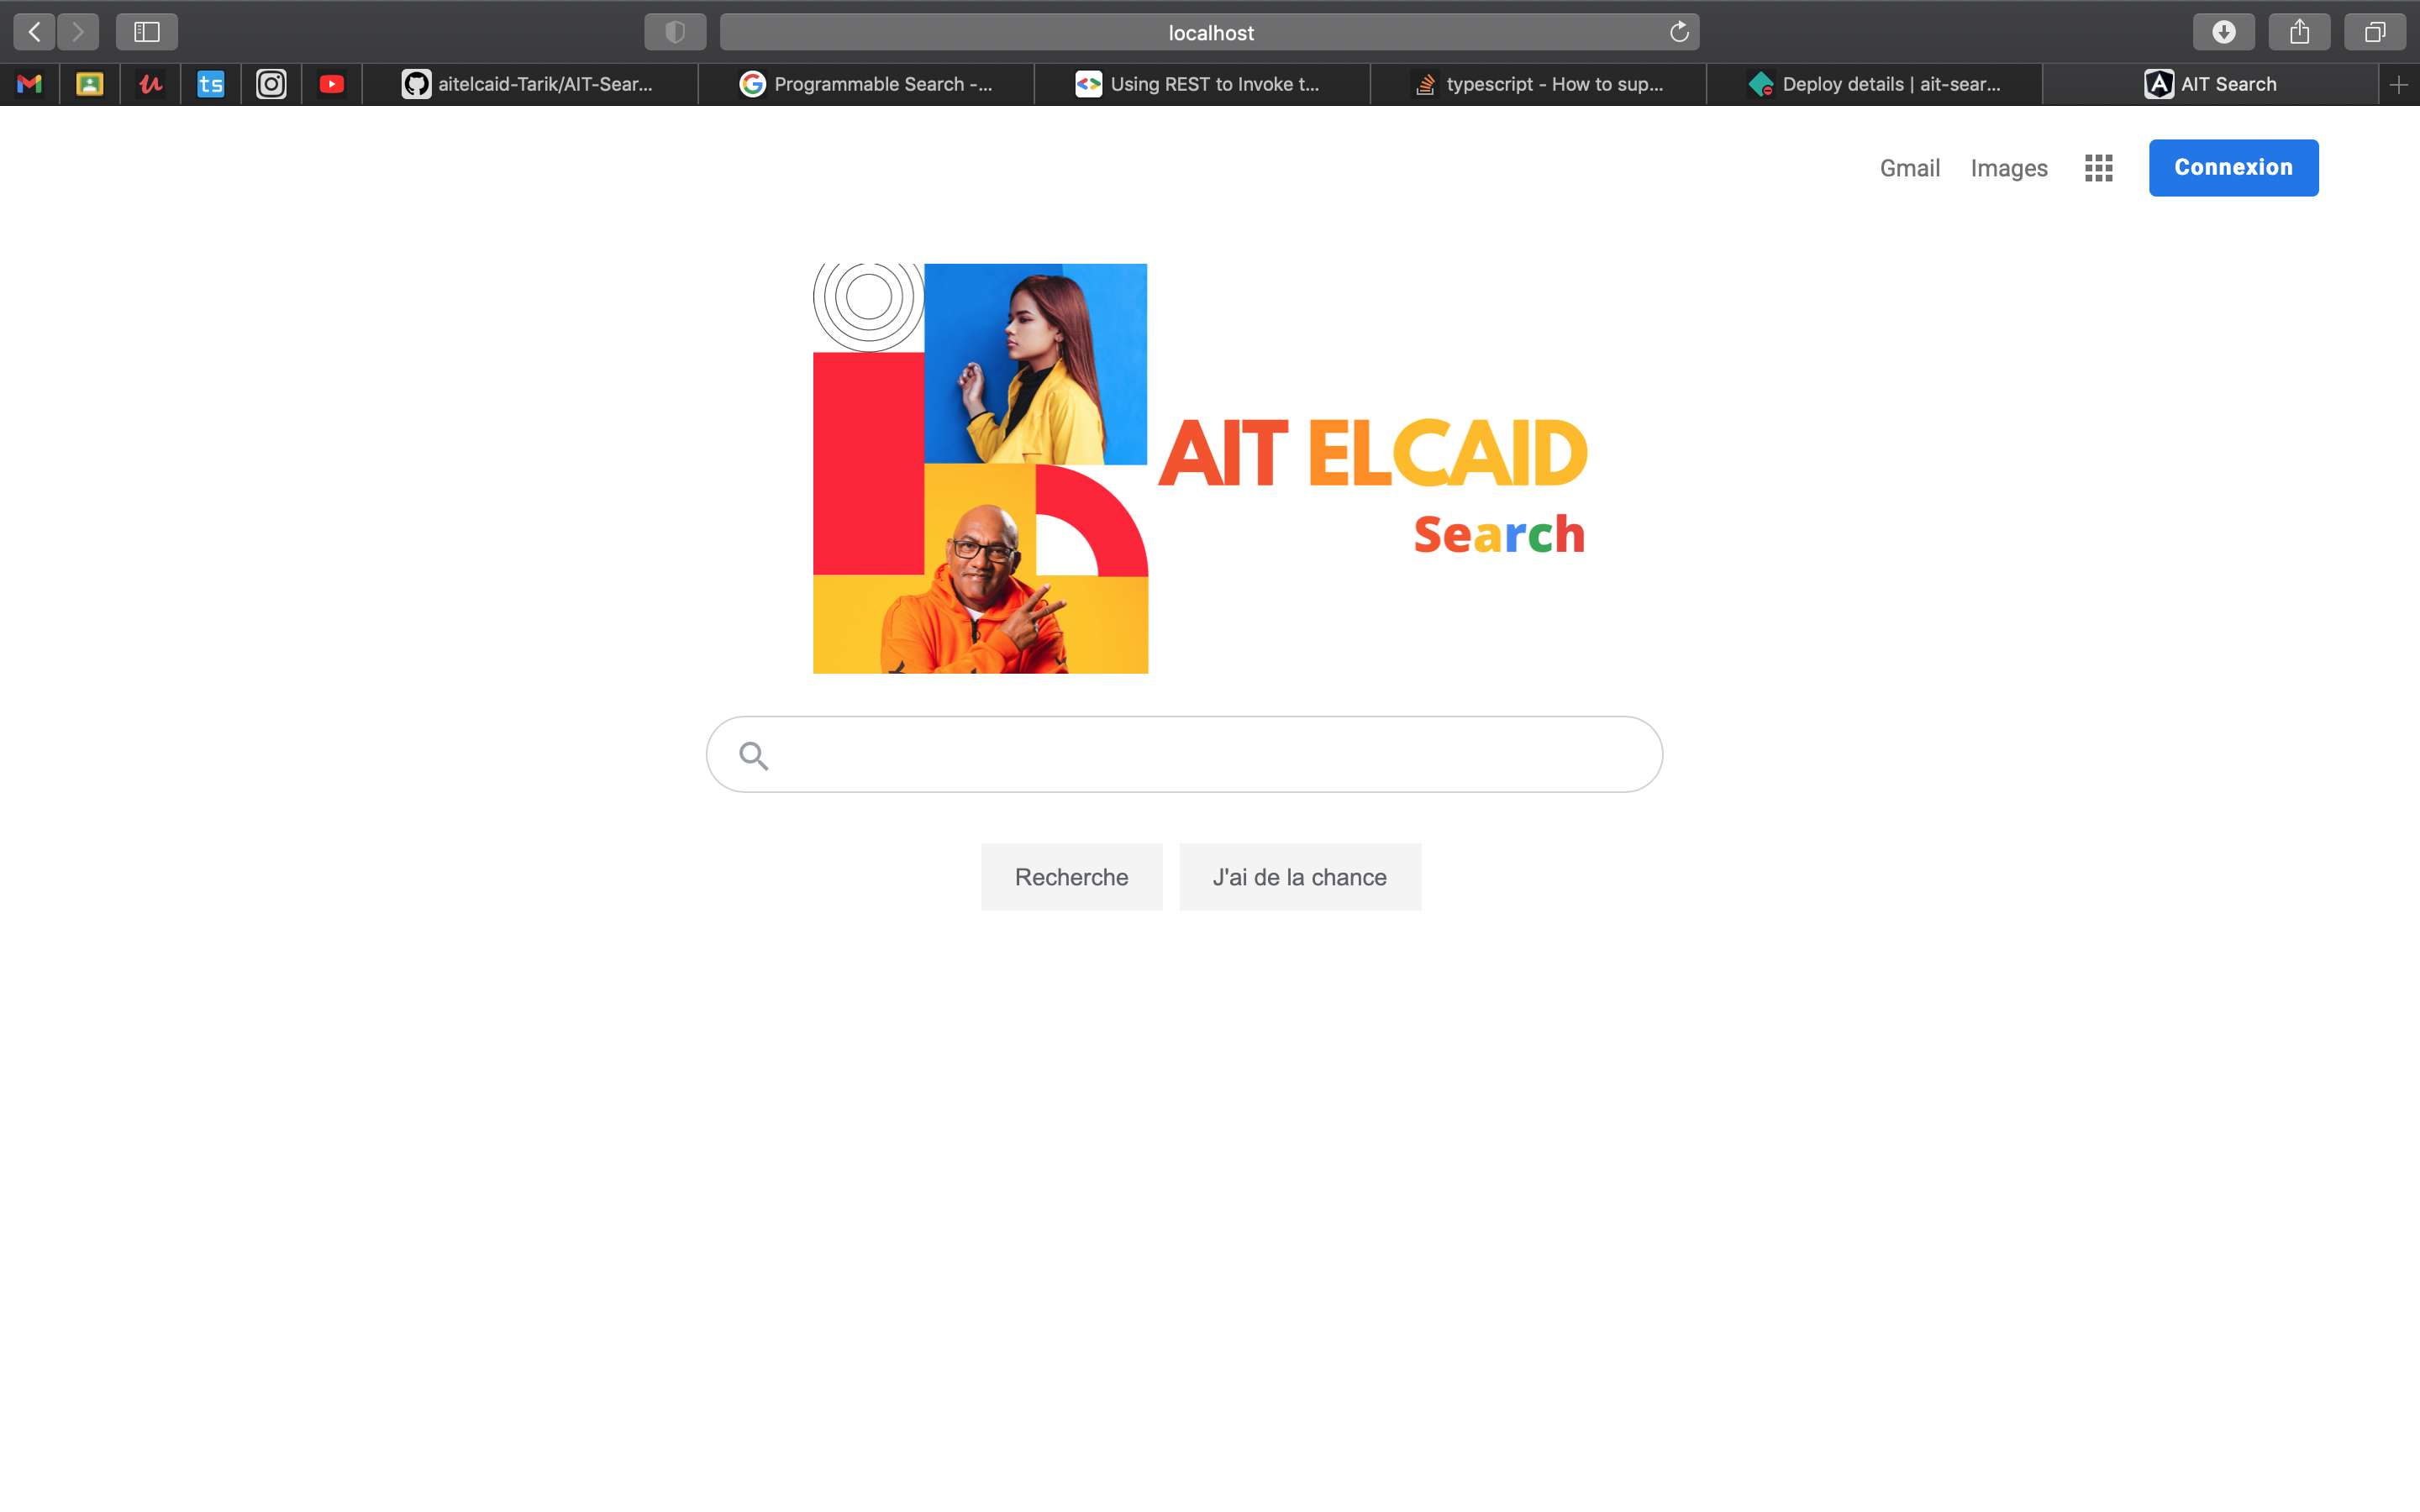 localhost
ts
aitelcaid-Tarik/AIT-Sear...
Programmable Search -...
Using REST to Invoke t...
typescript - How to sup...
Deploy details | ait-sear...
AIT Search
Gmail
Images
Connexion
AIT ELCAID
Search
Recherche
J'ai de la chance